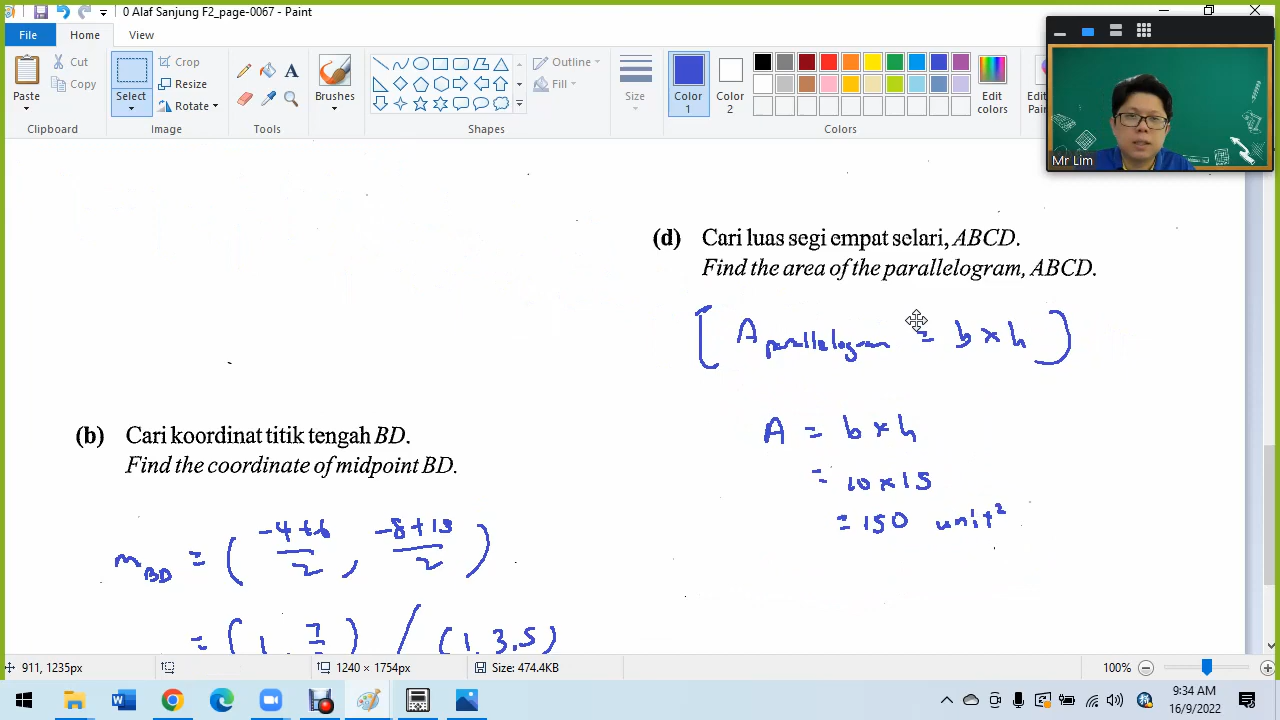 0 Alaf Sanjung F2_page-0067 - Paint
File
Home
View
Paste
Cut
Copy
Clipboard
Select
Crop
Resize
Rotate
Image
A
Tools
Brushes
Outline
Fill
Shapes
Size
Color 1
Color 2
Colors
Edit colors
Mr Lim
(d) Cari luas segi empat selari, ABCD.
Find the area of the parallelogram, ABCD.
[ A parallelogram = b × h ]
A = b × h
= 10 × 15
= 150 unit²
(b) Cari koordinat titik tengah BD.
Find the coordinate of midpoint BD.
m BD = ( -4+6 / 2 , -8+15 / 2 )
= ( 1, 7
/ (1, 3.5)
911, 1235px
1240 × 1754px
Size: 474.4KB
100%
9:34 AM
16/9/2022